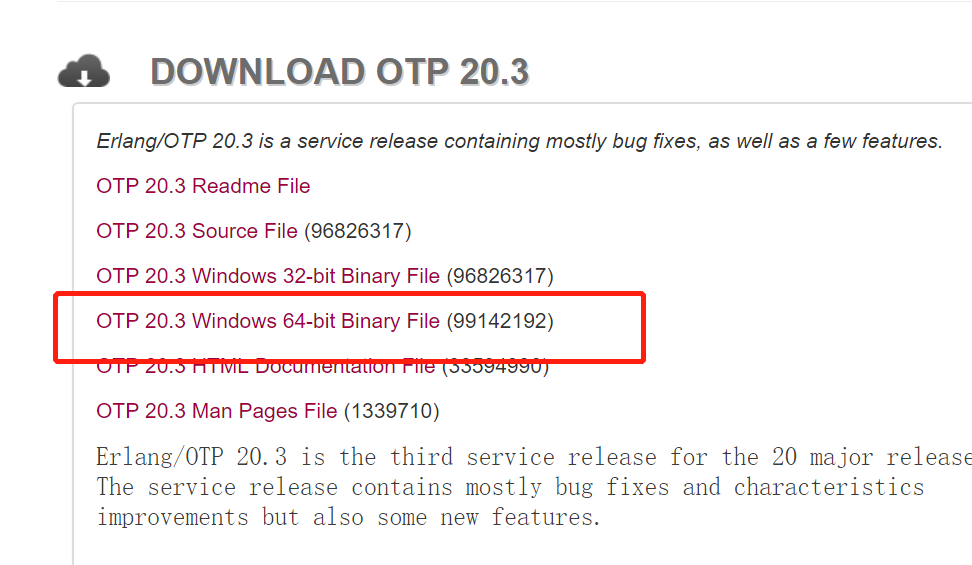 DOWNLOAD OTP 20.3
Erlang/OTP 20.3 is a service release containing mostly bug fixes, as well as a few features.
OTP 20.3 Readme File
OTP 20.3 Source File (96826317)
OTP 20.3 Windows 32-bit Binary File (96826317)
OTP 20.3 Windows 64-bit Binary File (99142192)
OTP 20.3 HTML Documentation File (33594990)
OTP 20.3 Man Pages File (1339710)
Erlang/OTP 20.3 is the third service release for the 20 major release
The service release contains mostly bug fixes and characteristics
improvements but also some new features.